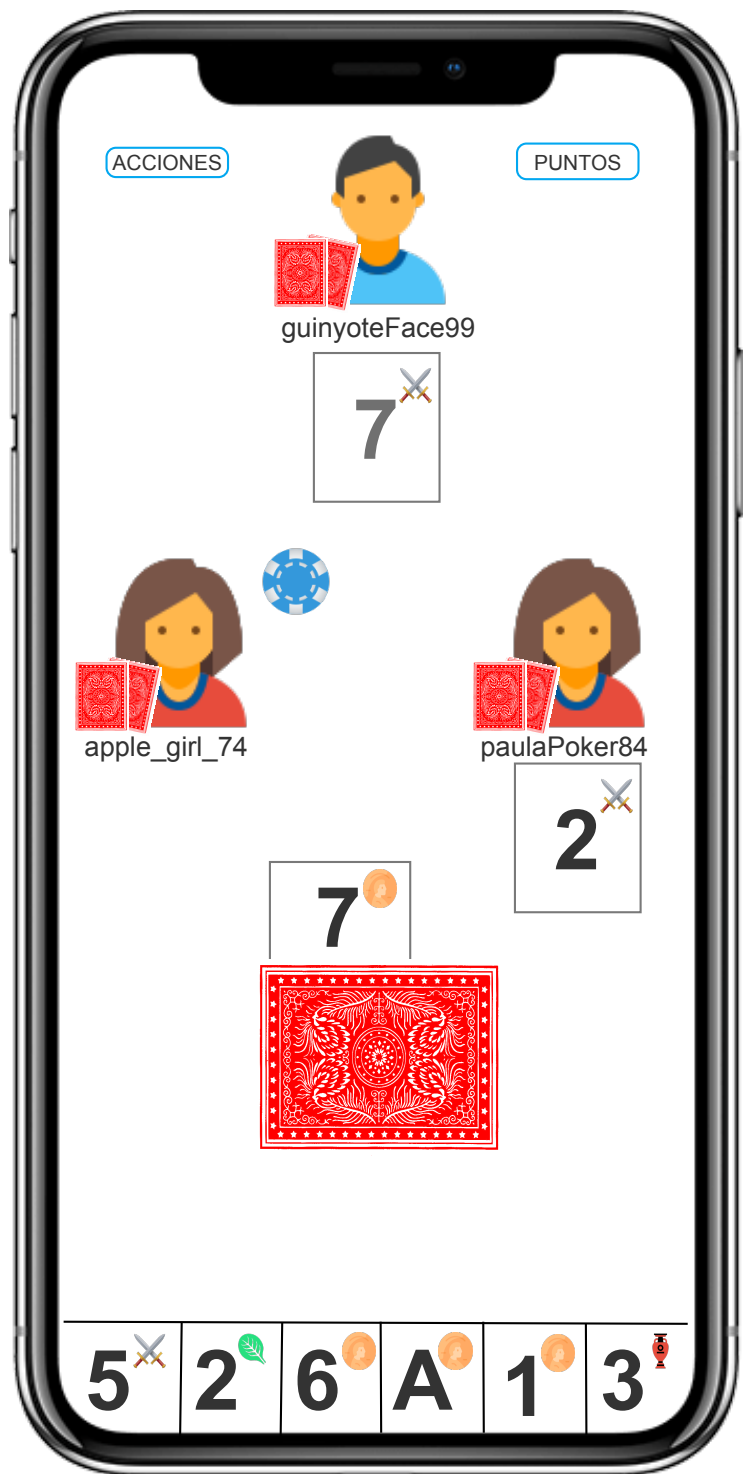 ACCIONES
PUNTOS
guinyoteFace99
7
apple_girl_74
paulaPoker84
2
7
5 2 6 A 1 3